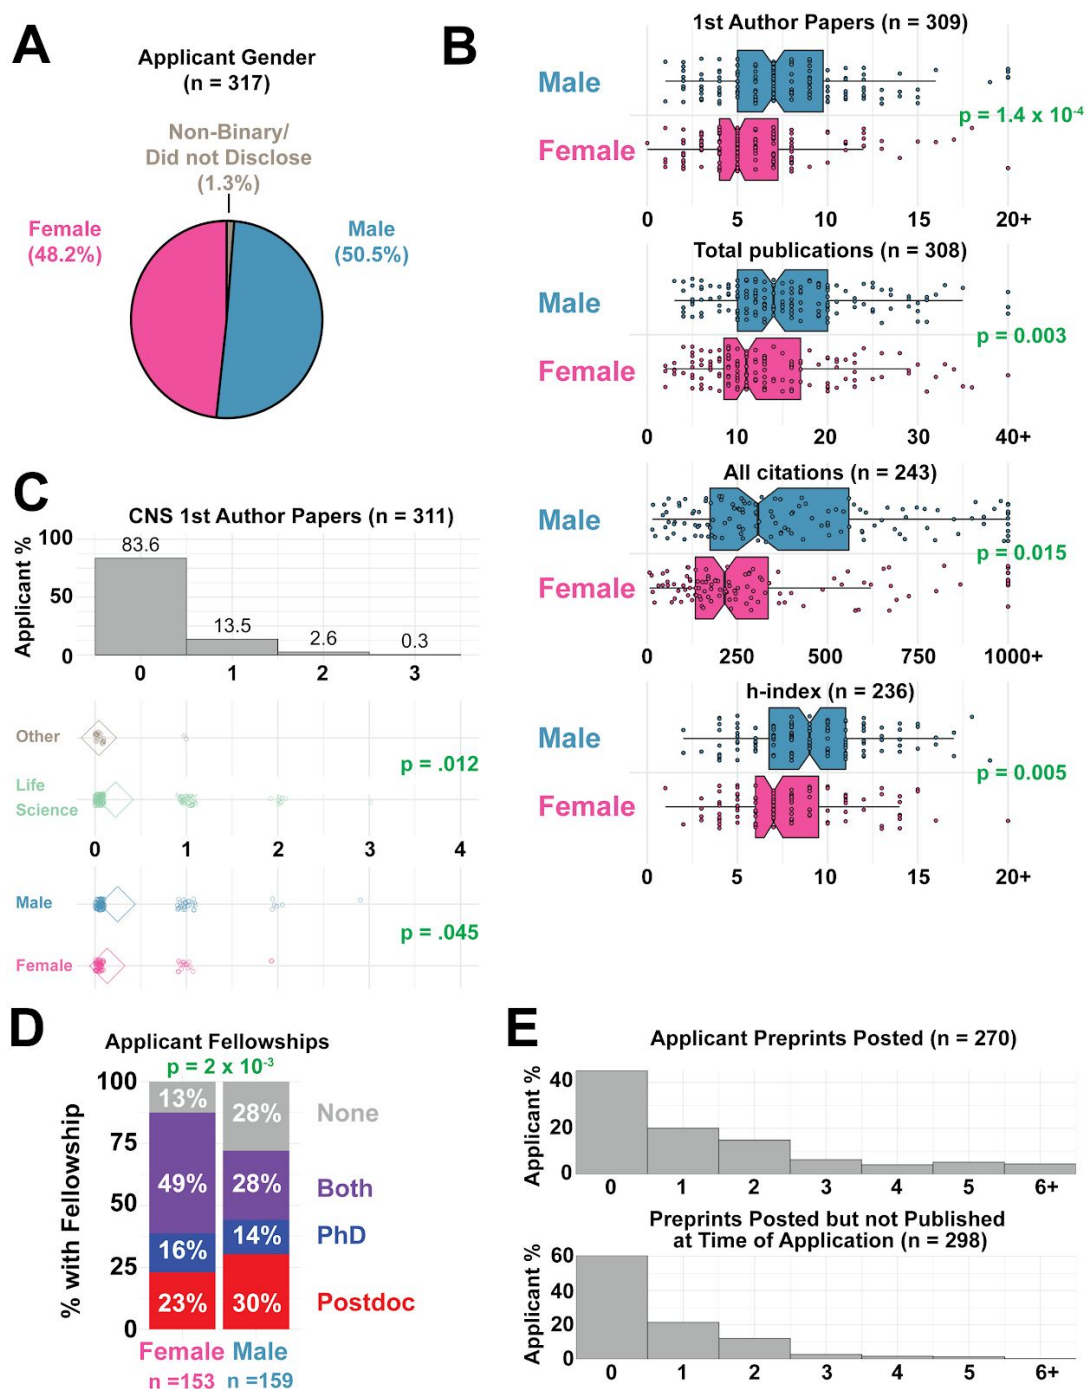 A
Applicant Gender
(n = 317)
Non-Binary/
Did not Disclose
(1.3%)
Female
(48.2%)
Male
(50.5%)
B
1st Author Papers (n = 309)
Male
Female
p = 1.4 x 10-4
0 5 10 15 20+
Total publications (n = 308)
Male
Female
p = 0.003
0 10 20 30 40+
All citations (n = 243)
Male
Female
p = 0.015
0 250 500 750 1000+
h-index (n = 236)
Male
Female
p = 0.005
0 5 10 15 20+
C
CNS 1st Author Papers (n = 311)
Applicant %
100
50
0
83.6
13.5
2.6
0.3
0 1 2 3
Other
Life
Science
p = .012
0 1 2 3 4
Male
Female
p = .045
D
Applicant Fellowships
p = 2 x 10-3
% with Fellowship
100
75
50
25
0
13%
49%
16%
23%
28%
28%
14%
30%
None
Both
PhD
Postdoc
Female Male
n =153 n =159
E
Applicant Preprints Posted (n = 270)
Applicant %
40
20
0
0 1 2 3 4 5 6+
Preprints Posted but not Published
at Time of Application (n = 298)
Applicant %
60
40
20
0
0 1 2 3 4 5 6+